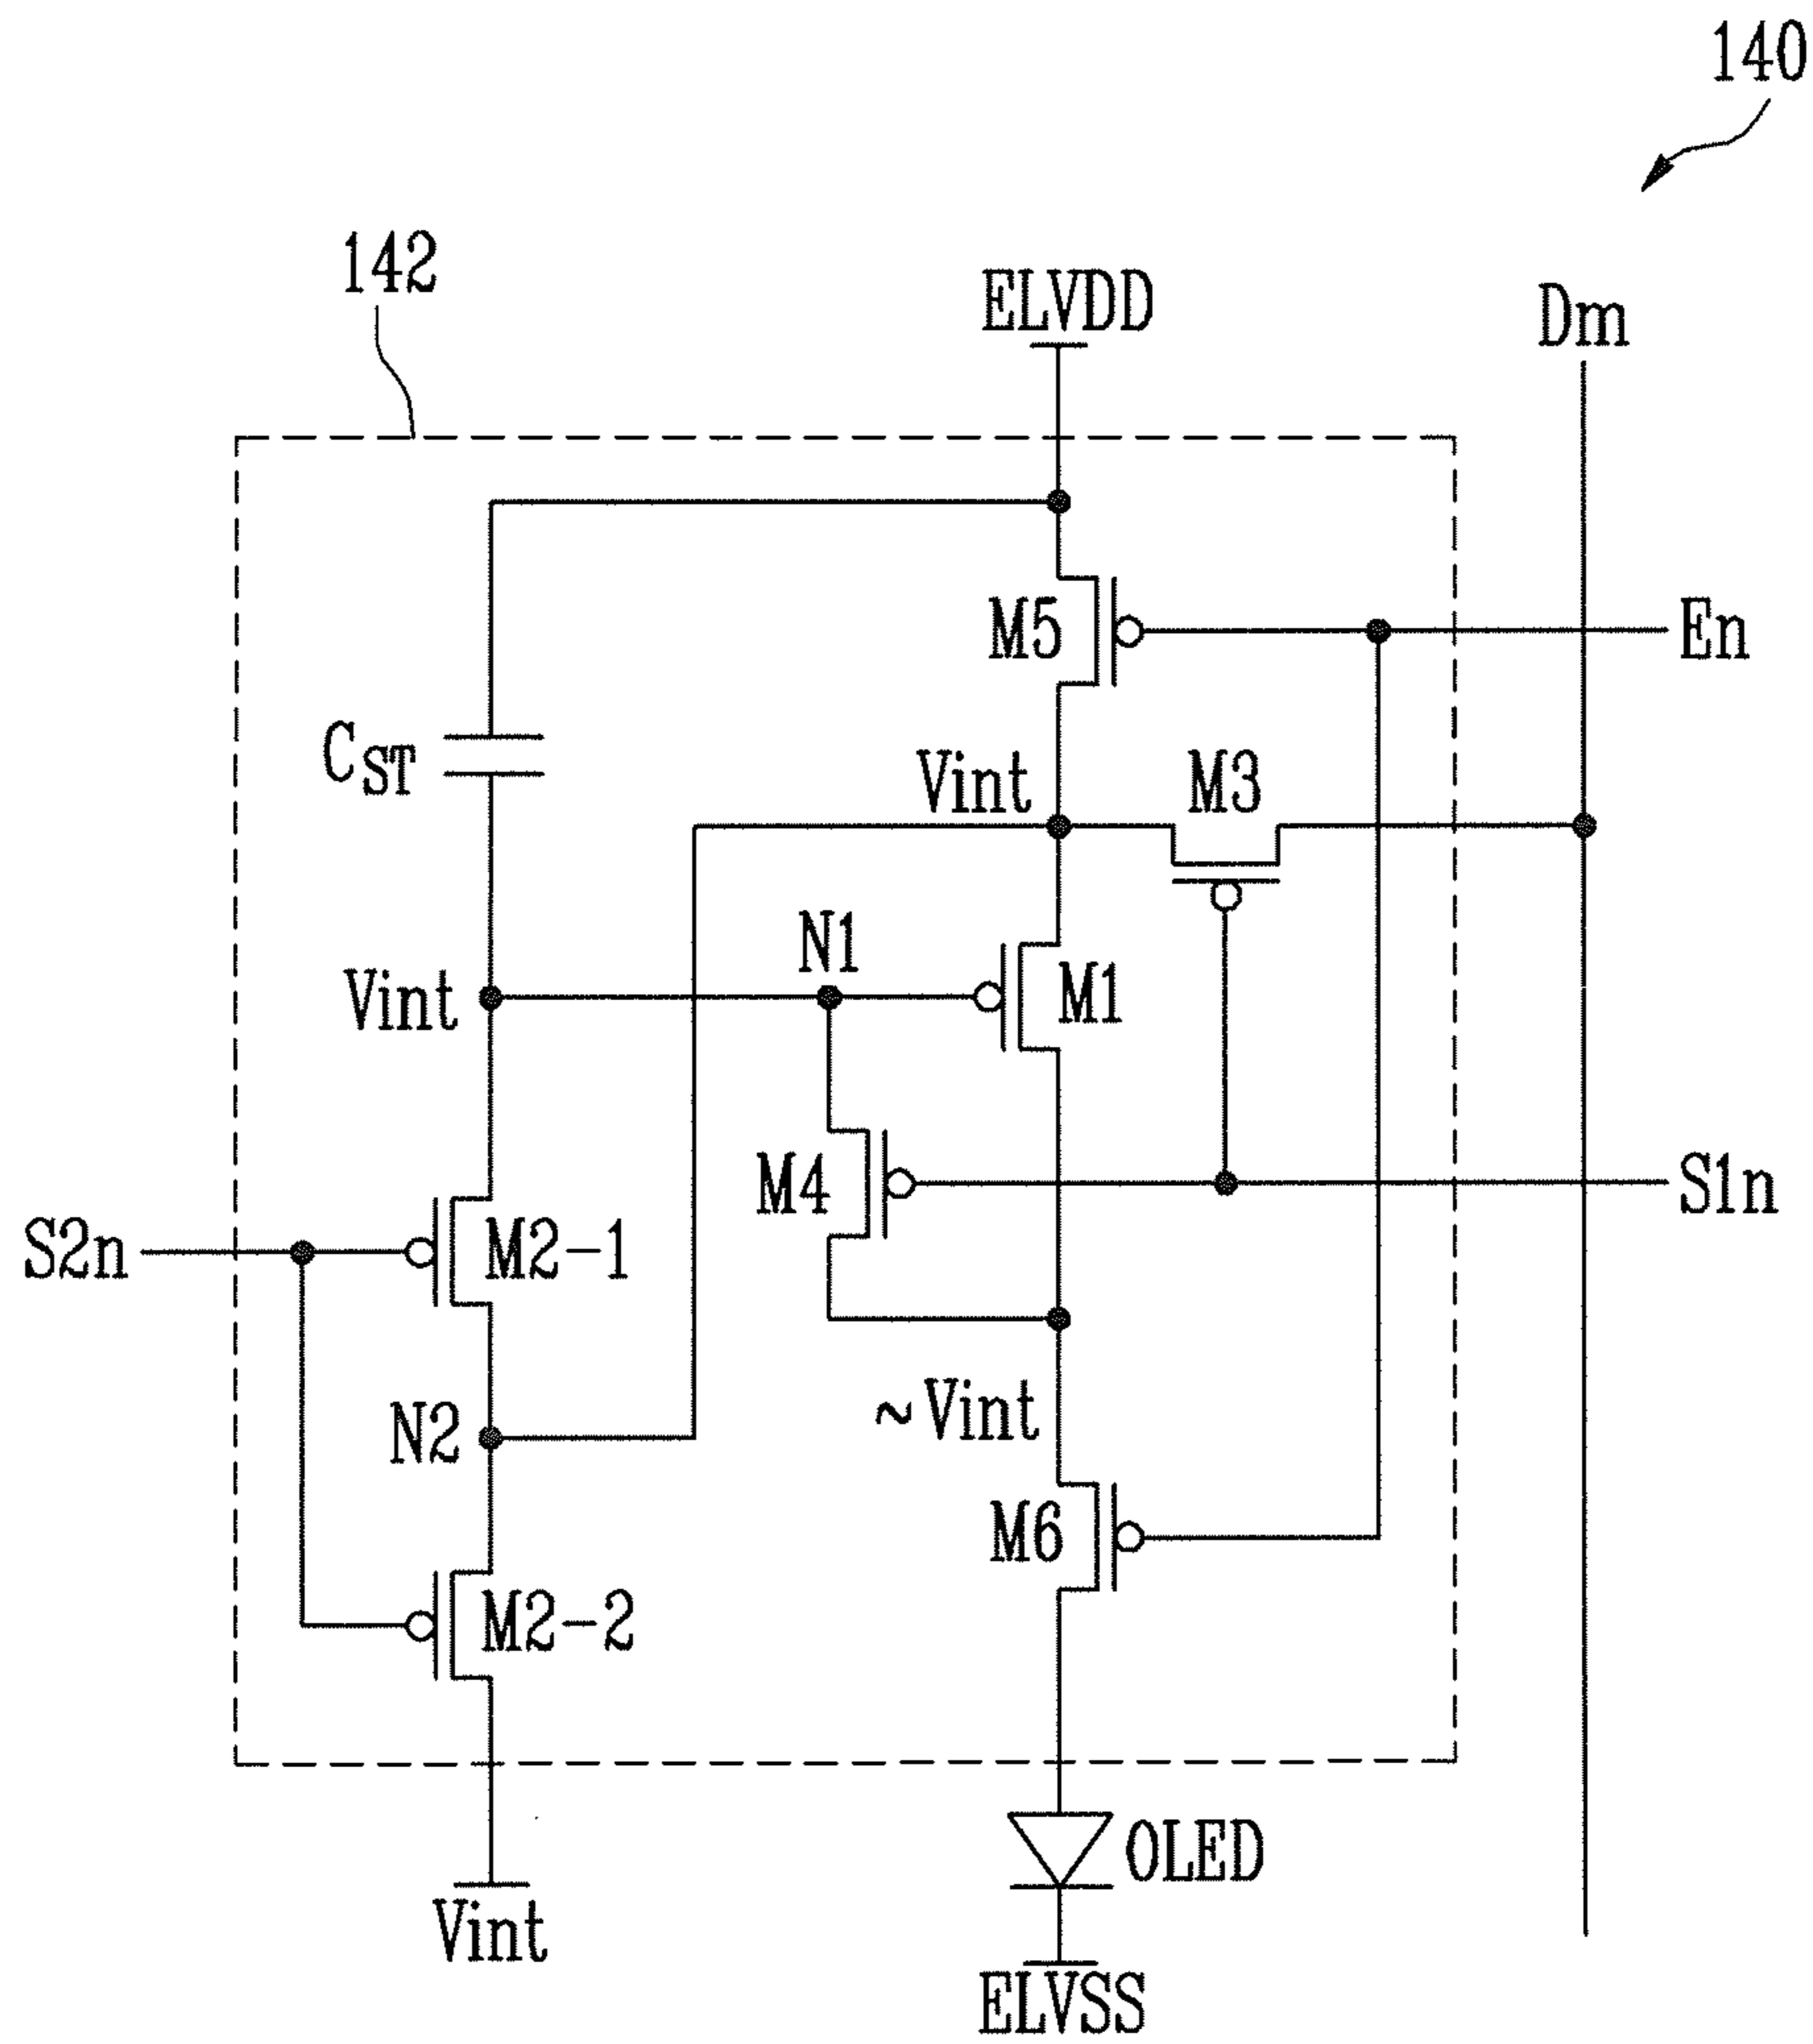 140
142
ELVDD
Dm
M5
En
CST
Vint
M3
N1
Vint
M1
M4
S1n
S2n
M2-1
N2
~Vint
M6
M2-2
OLED
Vint
ELVSS